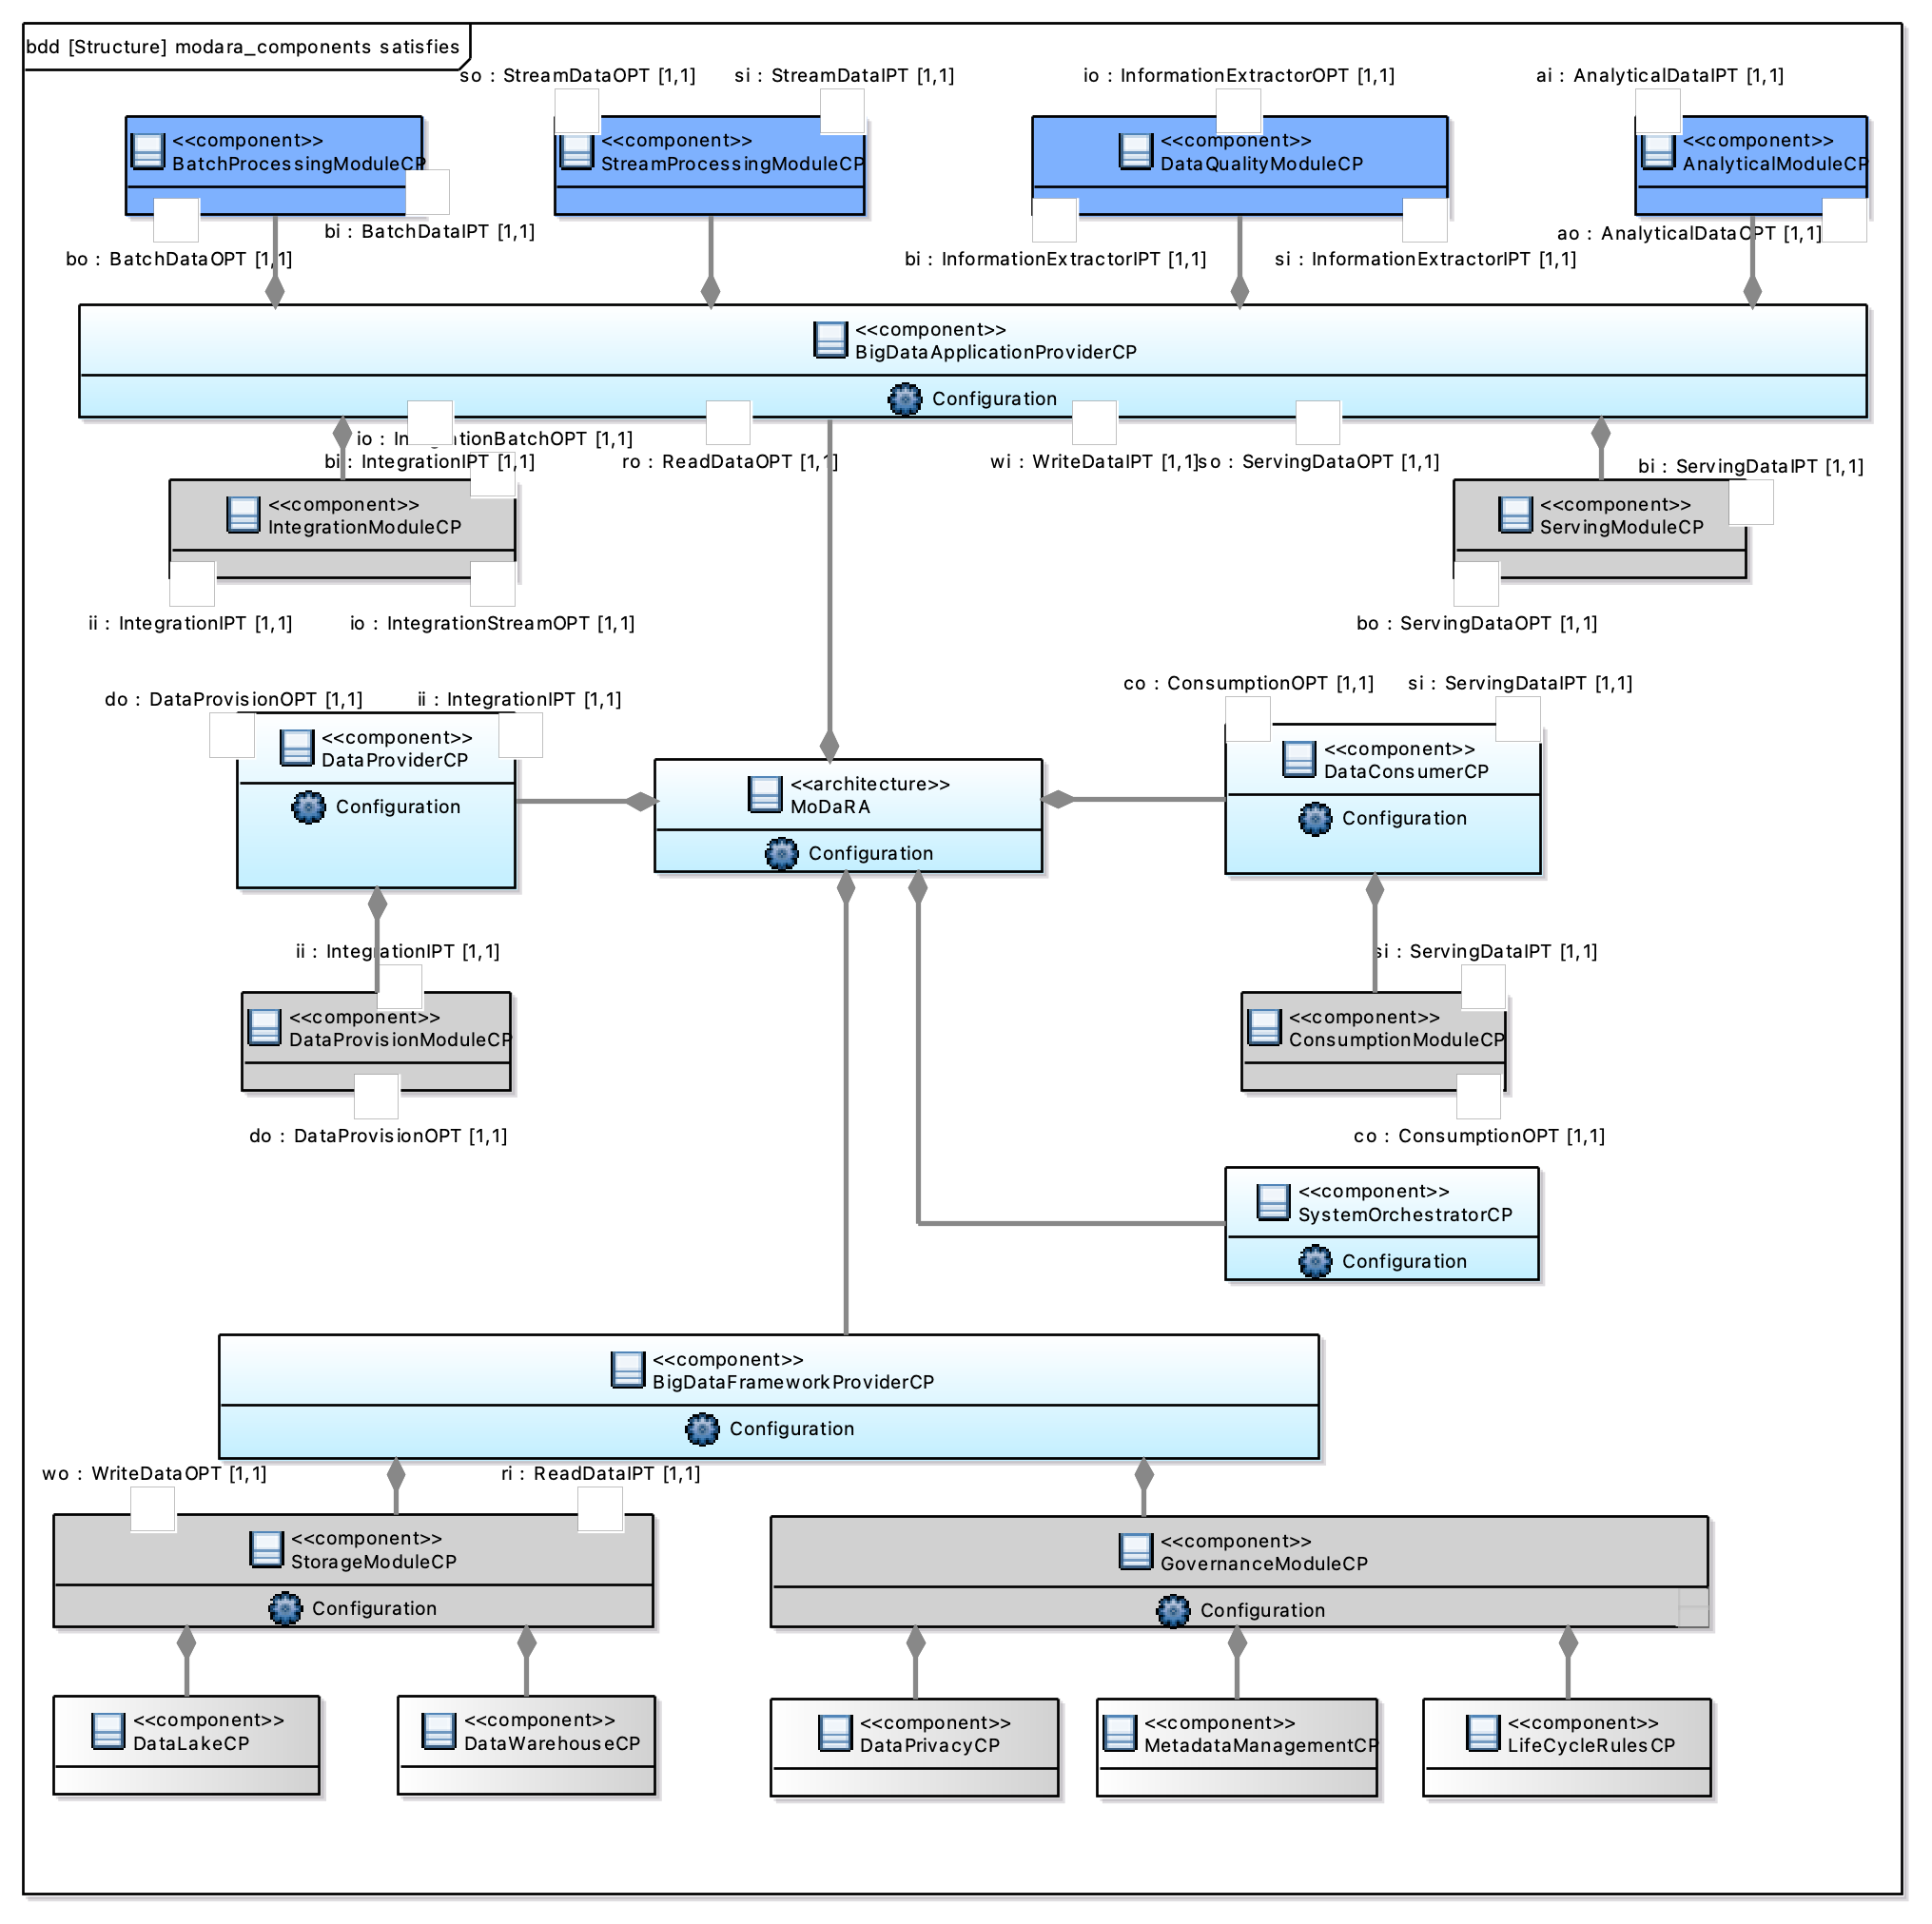 bdd [Structure] modara_components satisfies
so : StreamDataOPT [1,1]
si : StreamDataIPT [1,1]
io : InformationExtractorOPT [1,1]
ai : AnalyticalDataIPT [1,1]
<<component>>
BatchProcessingModuleCP
<<component>>
StreamProcessingModuleCP
<<component>>
DataQualityModuleCP
<<component>>
AnalyticalModuleCP
bi : BatchDataIPT [1,1]
bo : BatchDataOPT [1,1]
bi : InformationExtractorIPT [1,1]
si : InformationExtractorIPT [1,1]
ao : AnalyticalDataOPT [1,1]
<<component>>
BigDataApplicationProviderCP
Configuration
io : IntegrationBatchOPT [1,1]
bi : IntegrationIPT [1,1]
ro : ReadDataOPT [1,1]
wi : WriteDataIPT [1,1]
so : ServingDataOPT [1,1]
bi : ServingDataIPT [1,1]
<<component>>
IntegrationModuleCP
<<component>>
ServingModuleCP
ii : IntegrationIPT [1,1]
io : IntegrationStreamOPT [1,1]
bo : ServingDataOPT [1,1]
do : DataProvisionOPT [1,1]
ii : IntegrationIPT [1,1]
co : ConsumptionOPT [1,1]
si : ServingDataIPT [1,1]
<<component>>
DataProviderCP
Configuration
<<architecture>>
MoDaRA
Configuration
<<component>>
DataConsumerCP
Configuration
ii : IntegrationIPT [1,1]
si : ServingDataIPT [1,1]
<<component>>
DataProvisionModuleCP
<<component>>
ConsumptionModuleCP
do : DataProvisionOPT [1,1]
co : ConsumptionOPT [1,1]
<<component>>
SystemOrchestratorCP
Configuration
<<component>>
BigDataFrameworkProviderCP
Configuration
wo : WriteDataOPT [1,1]
ri : ReadDataIPT [1,1]
<<component>>
StorageModuleCP
Configuration
<<component>>
GovernanceModuleCP
Configuration
<<component>>
DataLakeCP
<<component>>
DataWarehouseCP
<<component>>
DataPrivacyCP
<<component>>
MetadataManagementCP
<<component>>
LifeCycleRulesCP